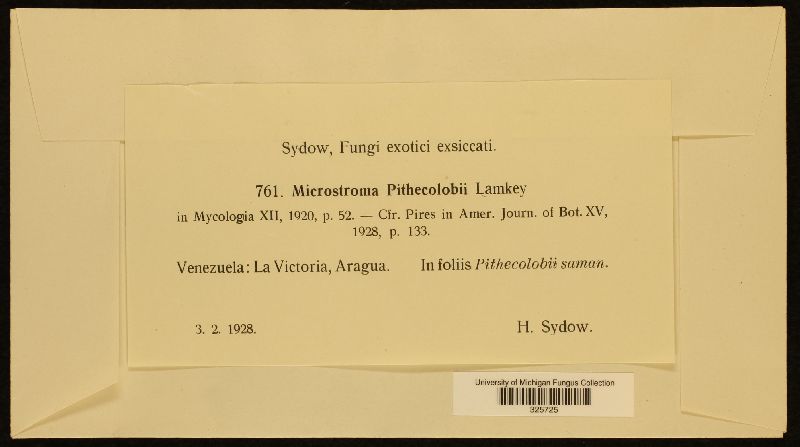 Sydow, Fungi exotici exsiccati.
761. Microstroma Pithecolobii Lamkey
in Mycologia XII, 1920, p. 52. — Cfr. Pires in Amer. Journ. of Bot. XV,
1928, p. 133.
Venezuela: La Victoria, Aragua. In foliis Pithecolobii saman.
3. 2. 1928. H. Sydow.
University of Michigan Fungus Collection
325725